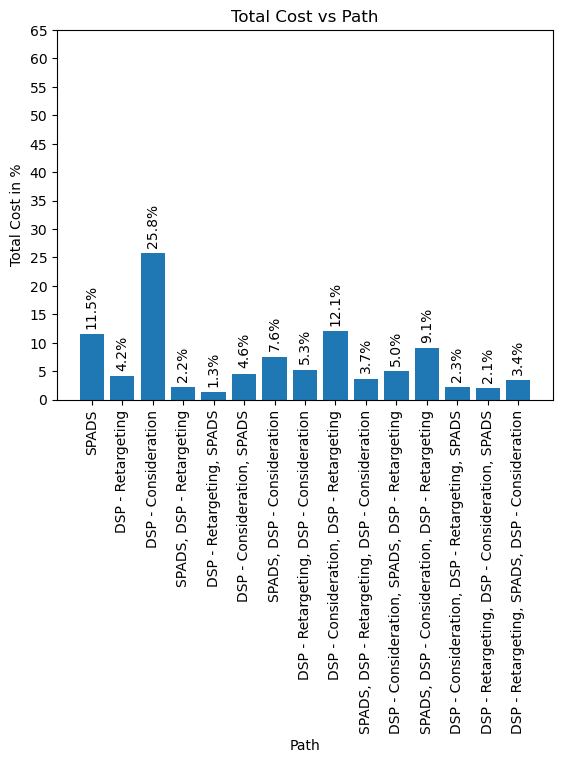 Total Cost vs Path
Total Cost in %
65
60
55
50
45
40
35
30
25
20
15
10
5
0
11.5%
4.2%
25.8%
2.2%
1.3%
4.6%
7.6%
5.3%
12.1%
3.7%
5.0%
9.1%
2.3%
2.1%
3.4%
SPADS
DSP - Retargeting
DSP - Consideration
SPADS, DSP - Retargeting
DSP - Retargeting, SPADS
DSP - Consideration, SPADS
SPADS, DSP - Consideration
DSP - Retargeting, DSP - Consideration
DSP - Consideration, DSP - Retargeting
SPADS, DSP - Retargeting, DSP - Consideration
DSP - Consideration, SPADS, DSP - Retargeting
SPADS, DSP - Consideration, DSP - Retargeting
DSP - Consideration, DSP - Retargeting, SPADS
DSP - Retargeting, DSP - Consideration, SPADS
DSP - Retargeting, SPADS, DSP - Consideration
Path